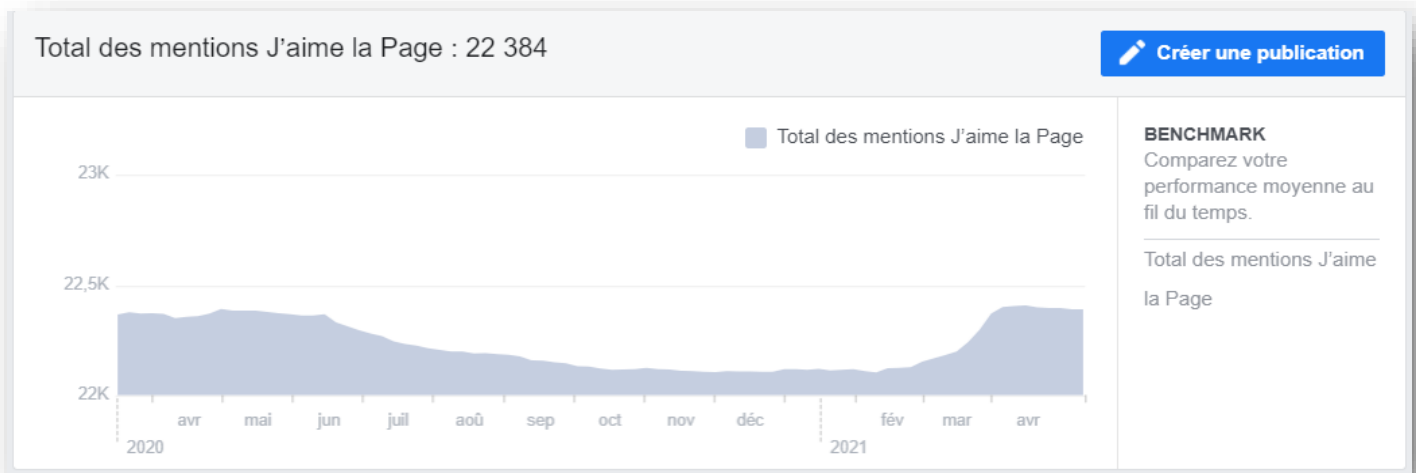 Total des mentions J'aime la Page : 22 384
Créer une publication
Total des mentions J'aime la Page
23K
22,5K
22K
avr mai jun juil aoû sep oct nov déc fév mar avr
2020 2021
BENCHMARK
Comparez votre
performance moyenne au
fil du temps.
Total des mentions J'aime
la Page